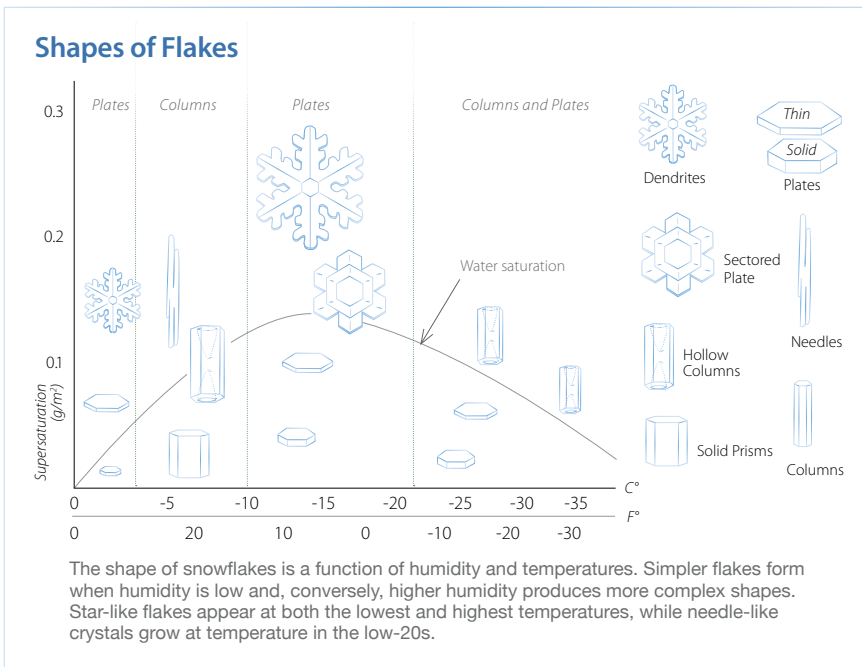 Shapes of Flakes
0.3
0.2
0.1
Supersaturation
(g/m²)
Plates
Columns
Plates
Columns and Plates
Water saturation
0 -5 -10 -15 -20 -25 -30 -35 C°
0 20 10 0 -10 -20 -30 F°
Dendrites
Thin
Solid
Plates
Sectored
Plate
Needles
Hollow
Columns
Solid Prisms
Columns
The shape of snowflakes is a function of humidity and temperatures. Simpler flakes form
when humidity is low and, conversely, higher humidity produces more complex shapes.
Star-like flakes appear at both the lowest and highest temperatures, while needle-like
crystals grow at temperature in the low-20s.